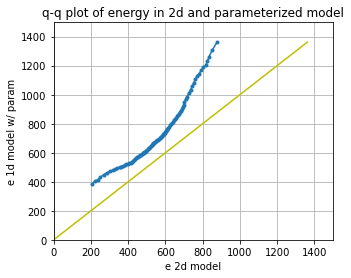 q-q plot of energy in 2d and parameterized model
e 1d model w/ param
1400
1200
1000
800
600
400
200
0
0 200 400 600 800 1000 1200 1400
e 2d model